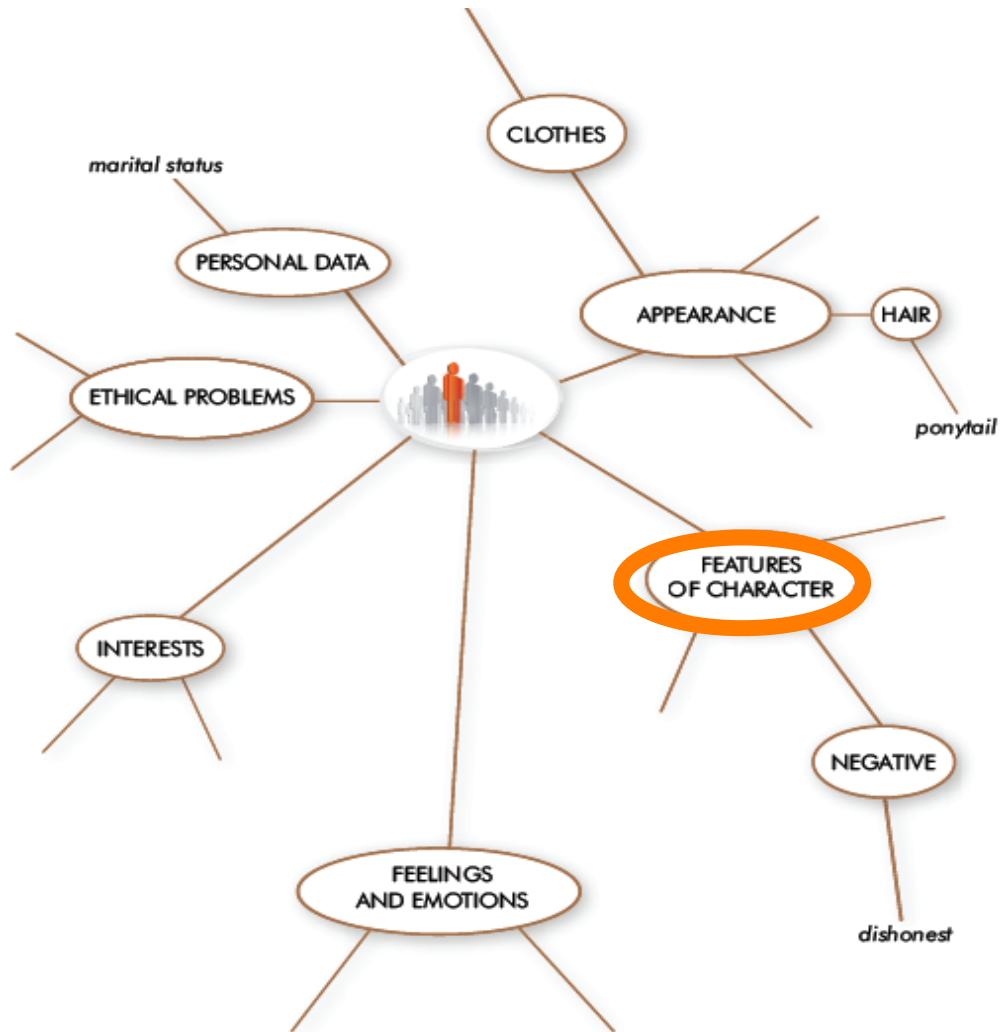 CLOTHES
marital status
PERSONAL DATA
APPEARANCE
HAIR
ETHICAL PROBLEMS
ponytail
FEATURES
OF CHARACTER
INTERESTS
NEGATIVE
FEELINGS
AND EMOTIONS
dishonest